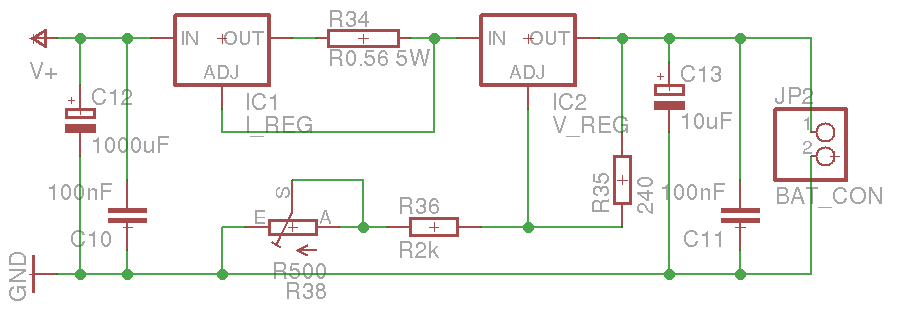 R34
IN +OUT
ADJ
R0.56 5W
IN +OUT
ADJ
V+
C12
+
1000uF
IC1
I_REG
IC2
V_REG
+
C13
10uF
JP2
1
2
BAT_CON
100nF
C10
S
E
A
R500
R38
R36
R2k
R35
240
100nF
C11
GND